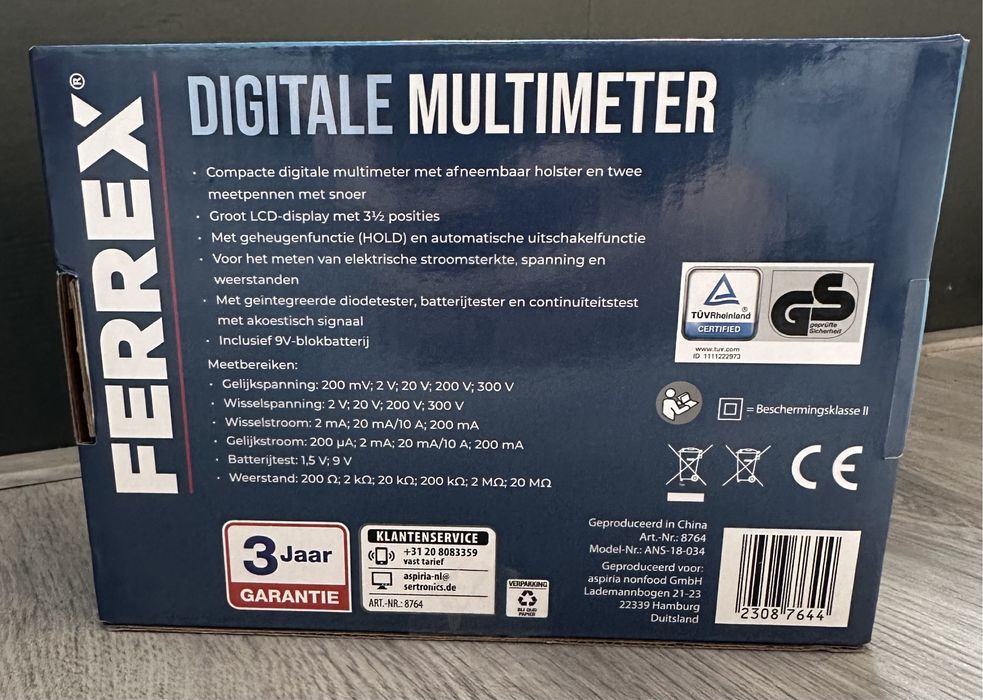 FERREX®
DIGITALE MULTIMETER
• Compacte digitale multimeter met afneembaar holster en twee
meetpennen met snoer
• Groot LCD-display met 3½ posities
• Met geheugenfunctie (HOLD) en automatische uitschakelfunctie
• Voor het meten van elektrische stroomsterkte, spanning en
weerstanden
• Met geïntegreerde diodetester, batterijtester en continuïteitstest
met akoestisch signaal
• Inclusief 9V-blokbatterij
Meetbereiken:
• Gelijkspanning: 200 mV; 2 V; 20 V; 200 V; 300 V
• Wisselspanning: 2 V; 20 V; 200 V; 300 V
• Wisselstroom: 2 mA; 20 mA/10 A; 200 mA
• Gelijkstroom: 200 µA; 2 mA; 20 mA/10 A; 200 mA
• Batterijtest: 1,5 V; 9 V
• Weerstand: 200 Ω; 2 kΩ; 20 kΩ; 200 kΩ; 2 MΩ; 20 MΩ
TÜVRheinland®
CERTIFIED
GS
geprüfte
Sicherheit
www.tuv.com
ID 1111222973
= Beschermingsklasse II
CE
3 Jaar
GARANTIE
KLANTENSERVICE
+31 20 8083359
vast tarief
aspiria-nl@
sertronics.de
ART.-NR.: 8764
VERPAKKING
BIJ OUD
PAPIER
Geproduceerd in China
Art.-Nr.: 8764
Model-Nr.: ANS-18-034
Geproduceerd voor:
aspiria nonfood GmbH
Lademannbogen 21-23
22339 Hamburg
Duitsland
2308 7644